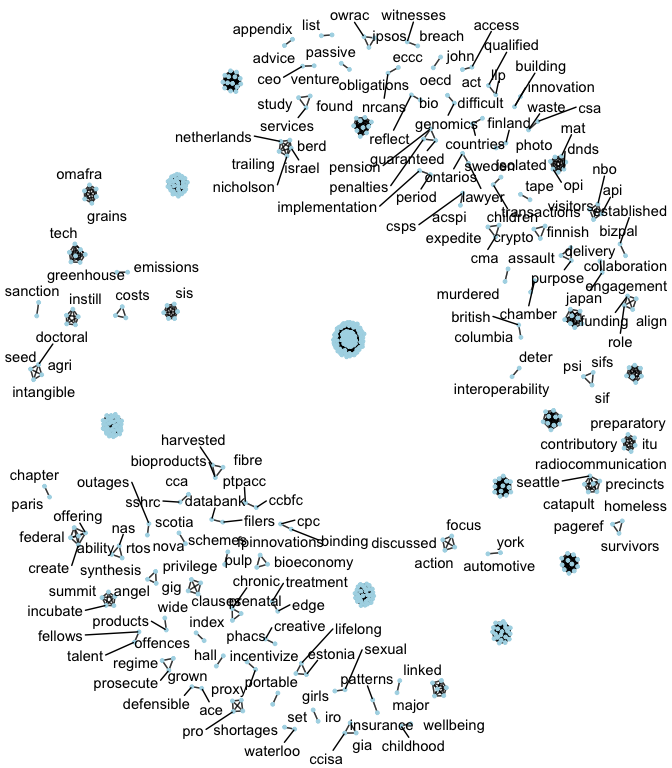 owrac witnesses
appendix list
ipsos breach access
passive eccc john qualified
advice
ceo venture obligations oecd act llp building
innovation
study found nrcans bio difficult waste csa
services genomics finland mat
netherlands berd reflect countries photo dnds
trailing israel pension guaranteed sweden isolated nbo
omafra nicholson penalties ontarios tape opi api
implementation period lawyer visitors established
grains csps acspi children transactions
tech expedite crypto finnish bizpal
greenhouse emissions cma assault delivery
collaboration
sanction instill costs sis murdered purpose engagement
chamber japan
doctoral british funding align
columbia role
seed agri deter psi sifs
intangible interoperability sif
preparatory
harvested contributory itu
bioproducts fibre radiocommunication
chapter outages cca ptpacc seattle precincts
paris sshrc databank ccbfc catapult homeless
offering nas scotia filers cpc focus pageref
federal ability rtos nova schemes fpinnovations binding discussed york survivors
create synthesis privilege pulp bioeconomy action automotive
summit angel gig chronic treatment
incubate wide clauses edge
products index creative
fellows offences phacs lifelong
talent regime hall incentivize estonia sexual
prosecute grown portable patterns linked
defensible proxy girls major
ace set iro insurance wellbeing
pro shortages gia childhood
waterloo ccisa